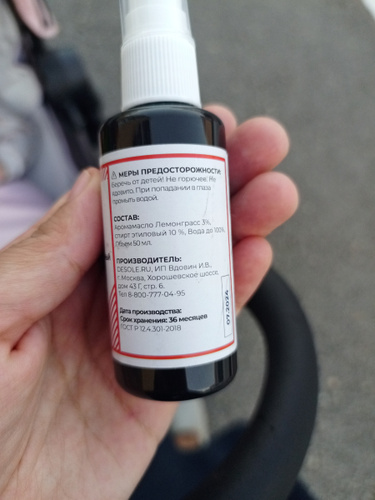 ⚠ МЕРЫ ПРЕДОСТОРОЖНОСТИ:
Беречь от детей! Не горючее. Не
ядовито. При попадании в глаза
промыть водой.
СОСТАВ:
Аромамасло Лемонграсс 3%,
спирт этиловый 10 %, Вода до 100%.
Объем 50 мл.
ПРОИЗВОДИТЕЛЬ:
DESOLE.RU, ИП Вдовин И.В.,
г. Москва, Хорошевское шоссе,
дом 43 Г, стр. 6.
Тел 8-800-777-04-95
Дата производства:
Срок хранения: 36 месяцев
ГОСТ Р 12.4.301-2018
07.2024